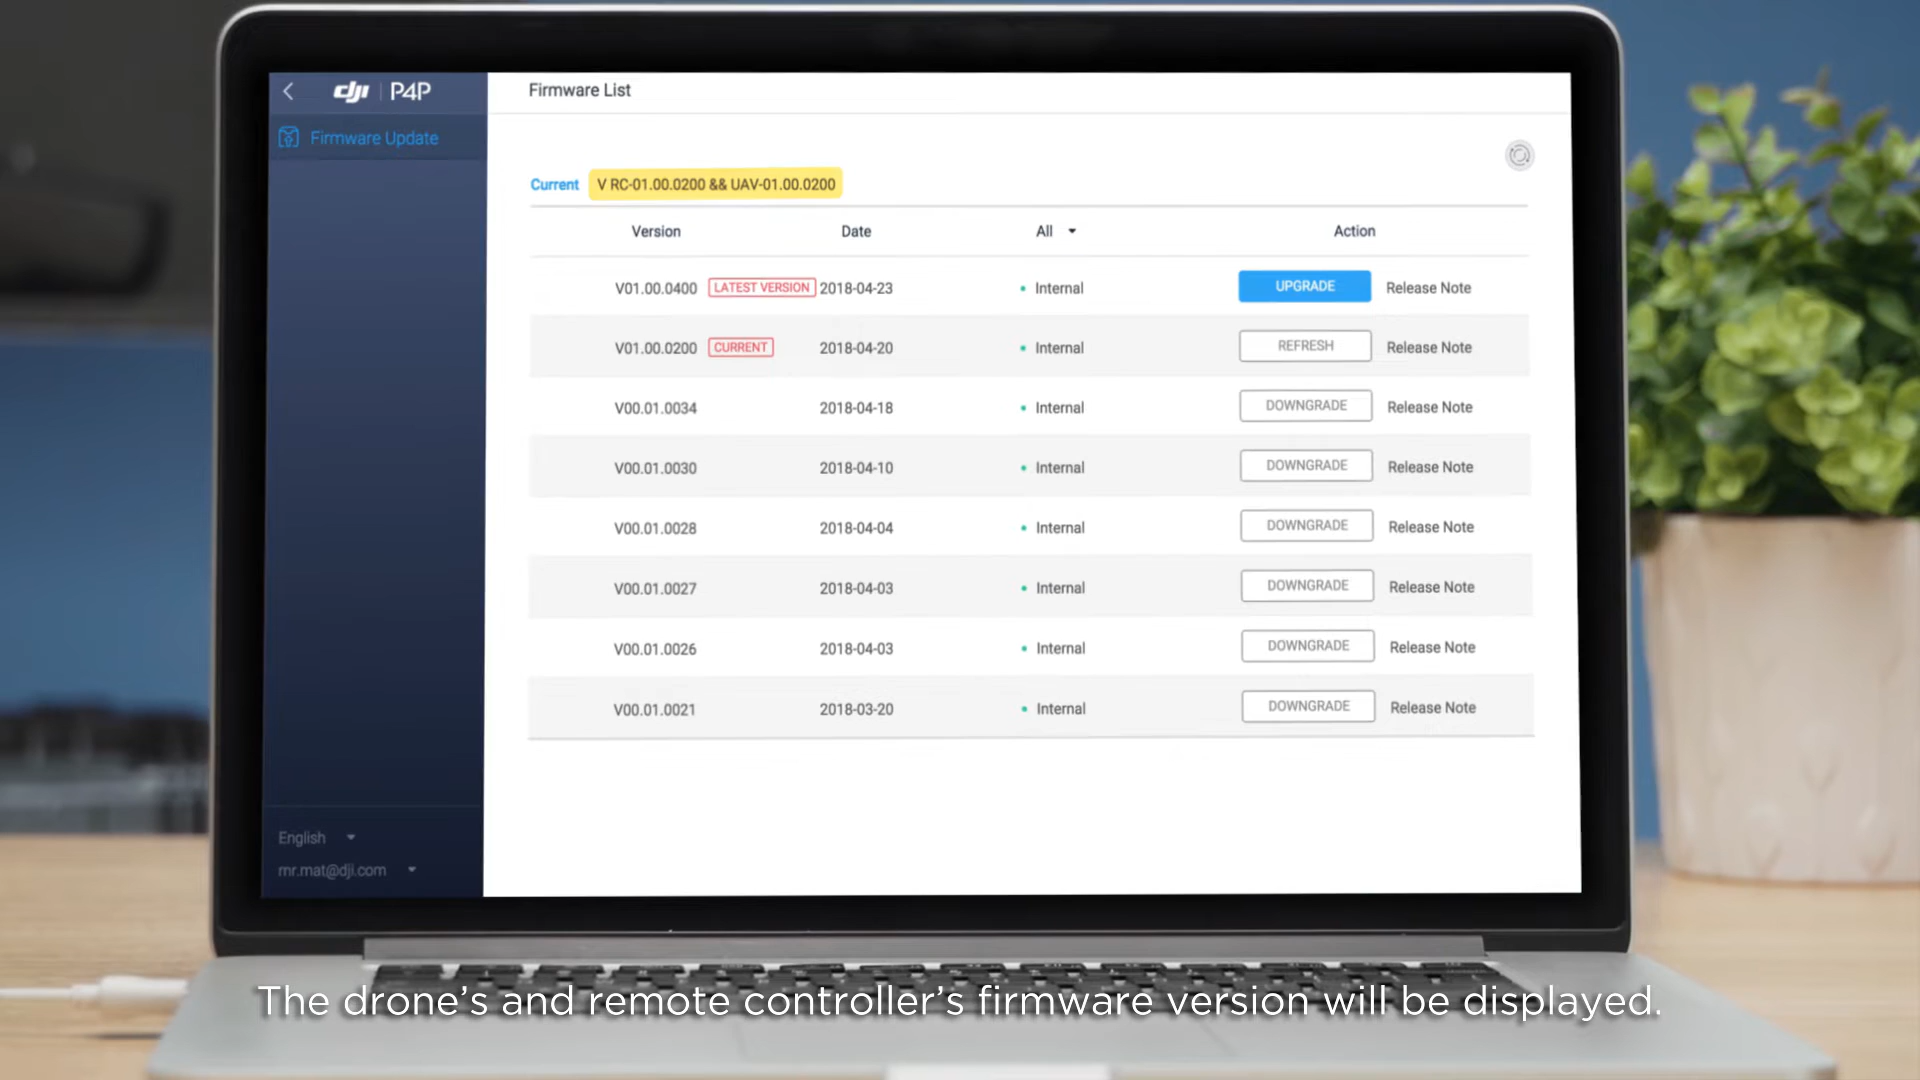 dji P4P
Firmware Update
English
mr.mat@dji.com
Firmware List
Current V RC-01.00.0200 && UAV-01.00.0200
Version Date All Action
V01.00.0400 LATEST VERSION 2018-04-23 Internal UPGRADE Release Note
V01.00.0200 CURRENT 2018-04-20 Internal REFRESH Release Note
V00.01.0034 2018-04-18 Internal DOWNGRADE Release Note
V00.01.0030 2018-04-10 Internal DOWNGRADE Release Note
V00.01.0028 2018-04-04 Internal DOWNGRADE Release Note
V00.01.0027 2018-04-03 Internal DOWNGRADE Release Note
V00.01.0026 2018-04-03 Internal DOWNGRADE Release Note
V00.01.0021 2018-03-20 Internal DOWNGRADE Release Note
The drone's and remote controller's firmware version will be displayed.